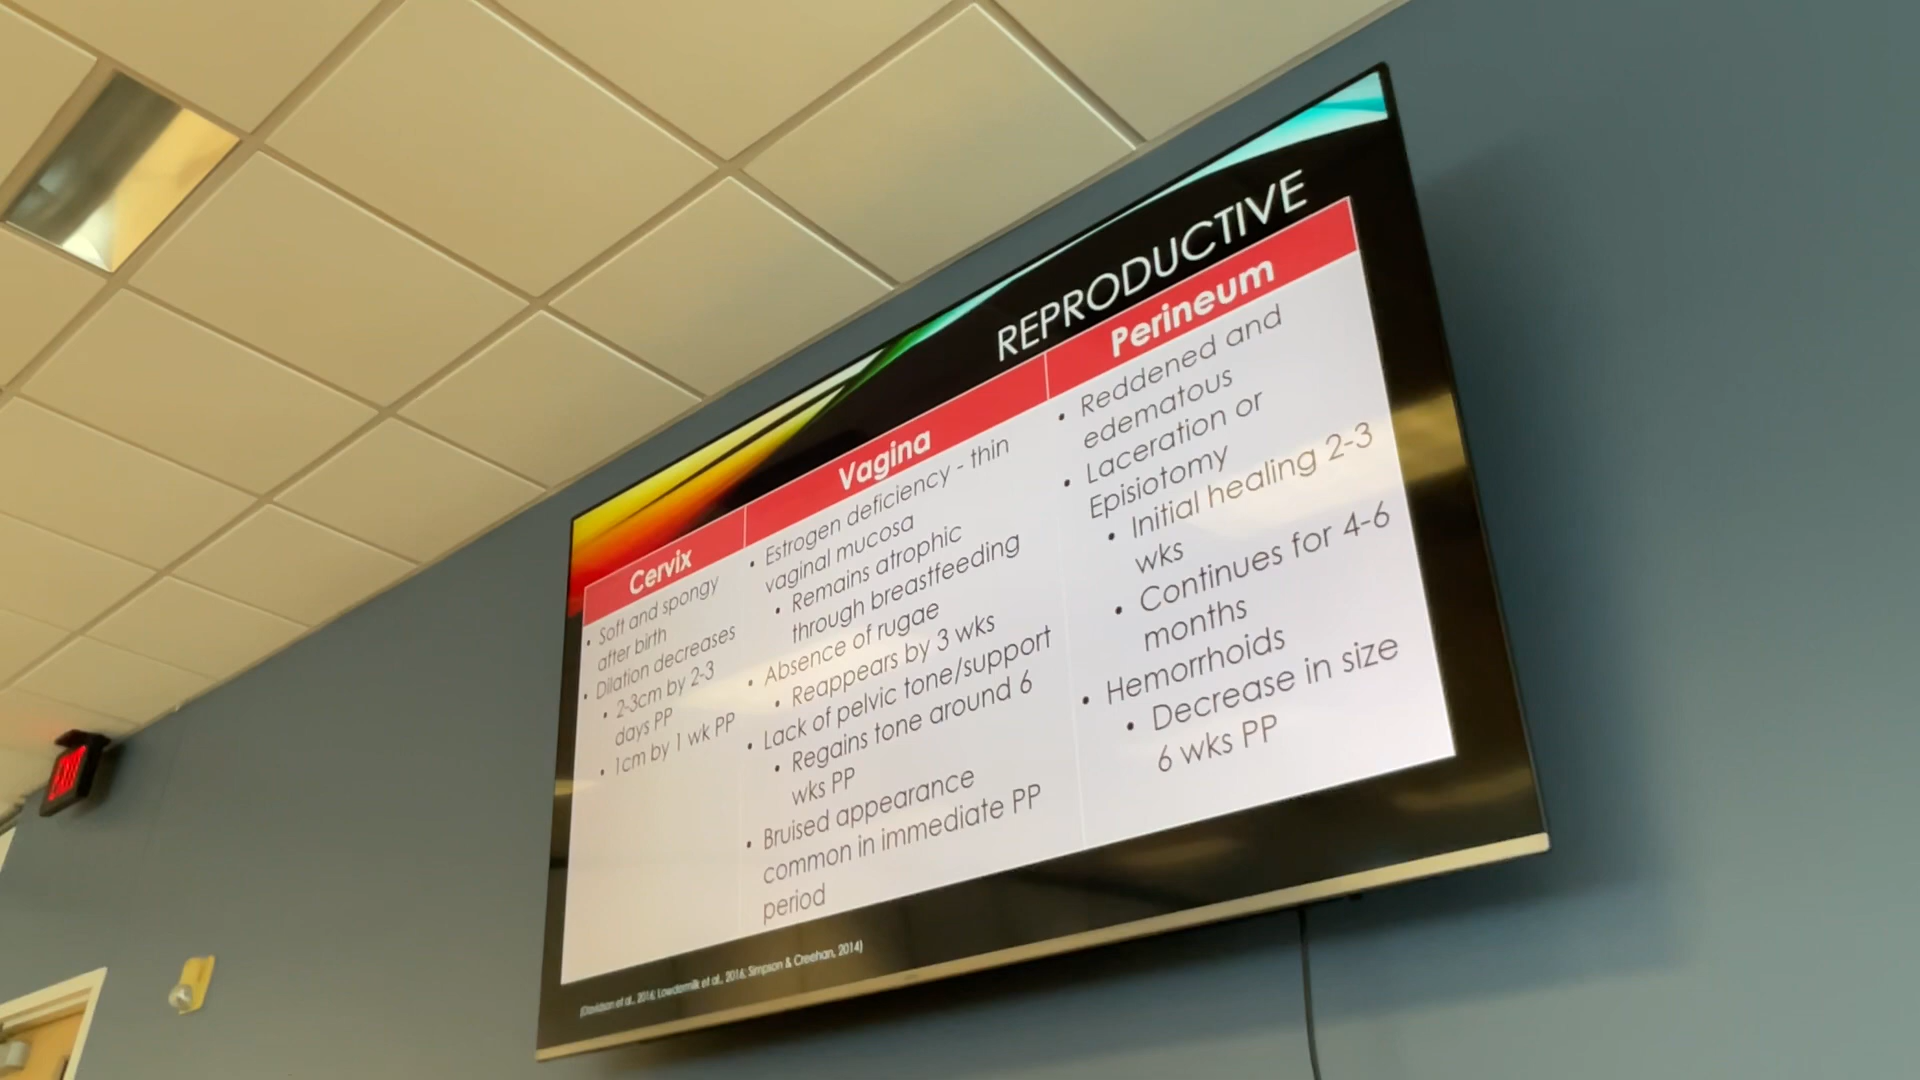 REPRODUCTIVE
Cervix
• Soft and spongy
after birth
• Dilation decreases
• 2-3cm by 2-3
days PP
• 1cm by 1 wk PP
Vagina
• Estrogen deficiency - thin
vaginal mucosa
• Remains atrophic
through breastfeeding
• Absence of rugae
• Reappears by 3 wks
• Lack of pelvic tone/support
• Regains tone around 6
wks PP
• Bruised appearance
common in immediate PP
period
Perineum
• Reddened and
edematous
• Laceration or
Episiotomy
• Initial healing 2-3
wks
• Continues for 4-6
months
• Hemorrhoids
• Decrease in size
6 wks PP
(Davidson et al., 2016; Lowdermilk et al., 2016; Simpson & Creehan, 2014)
EXIT